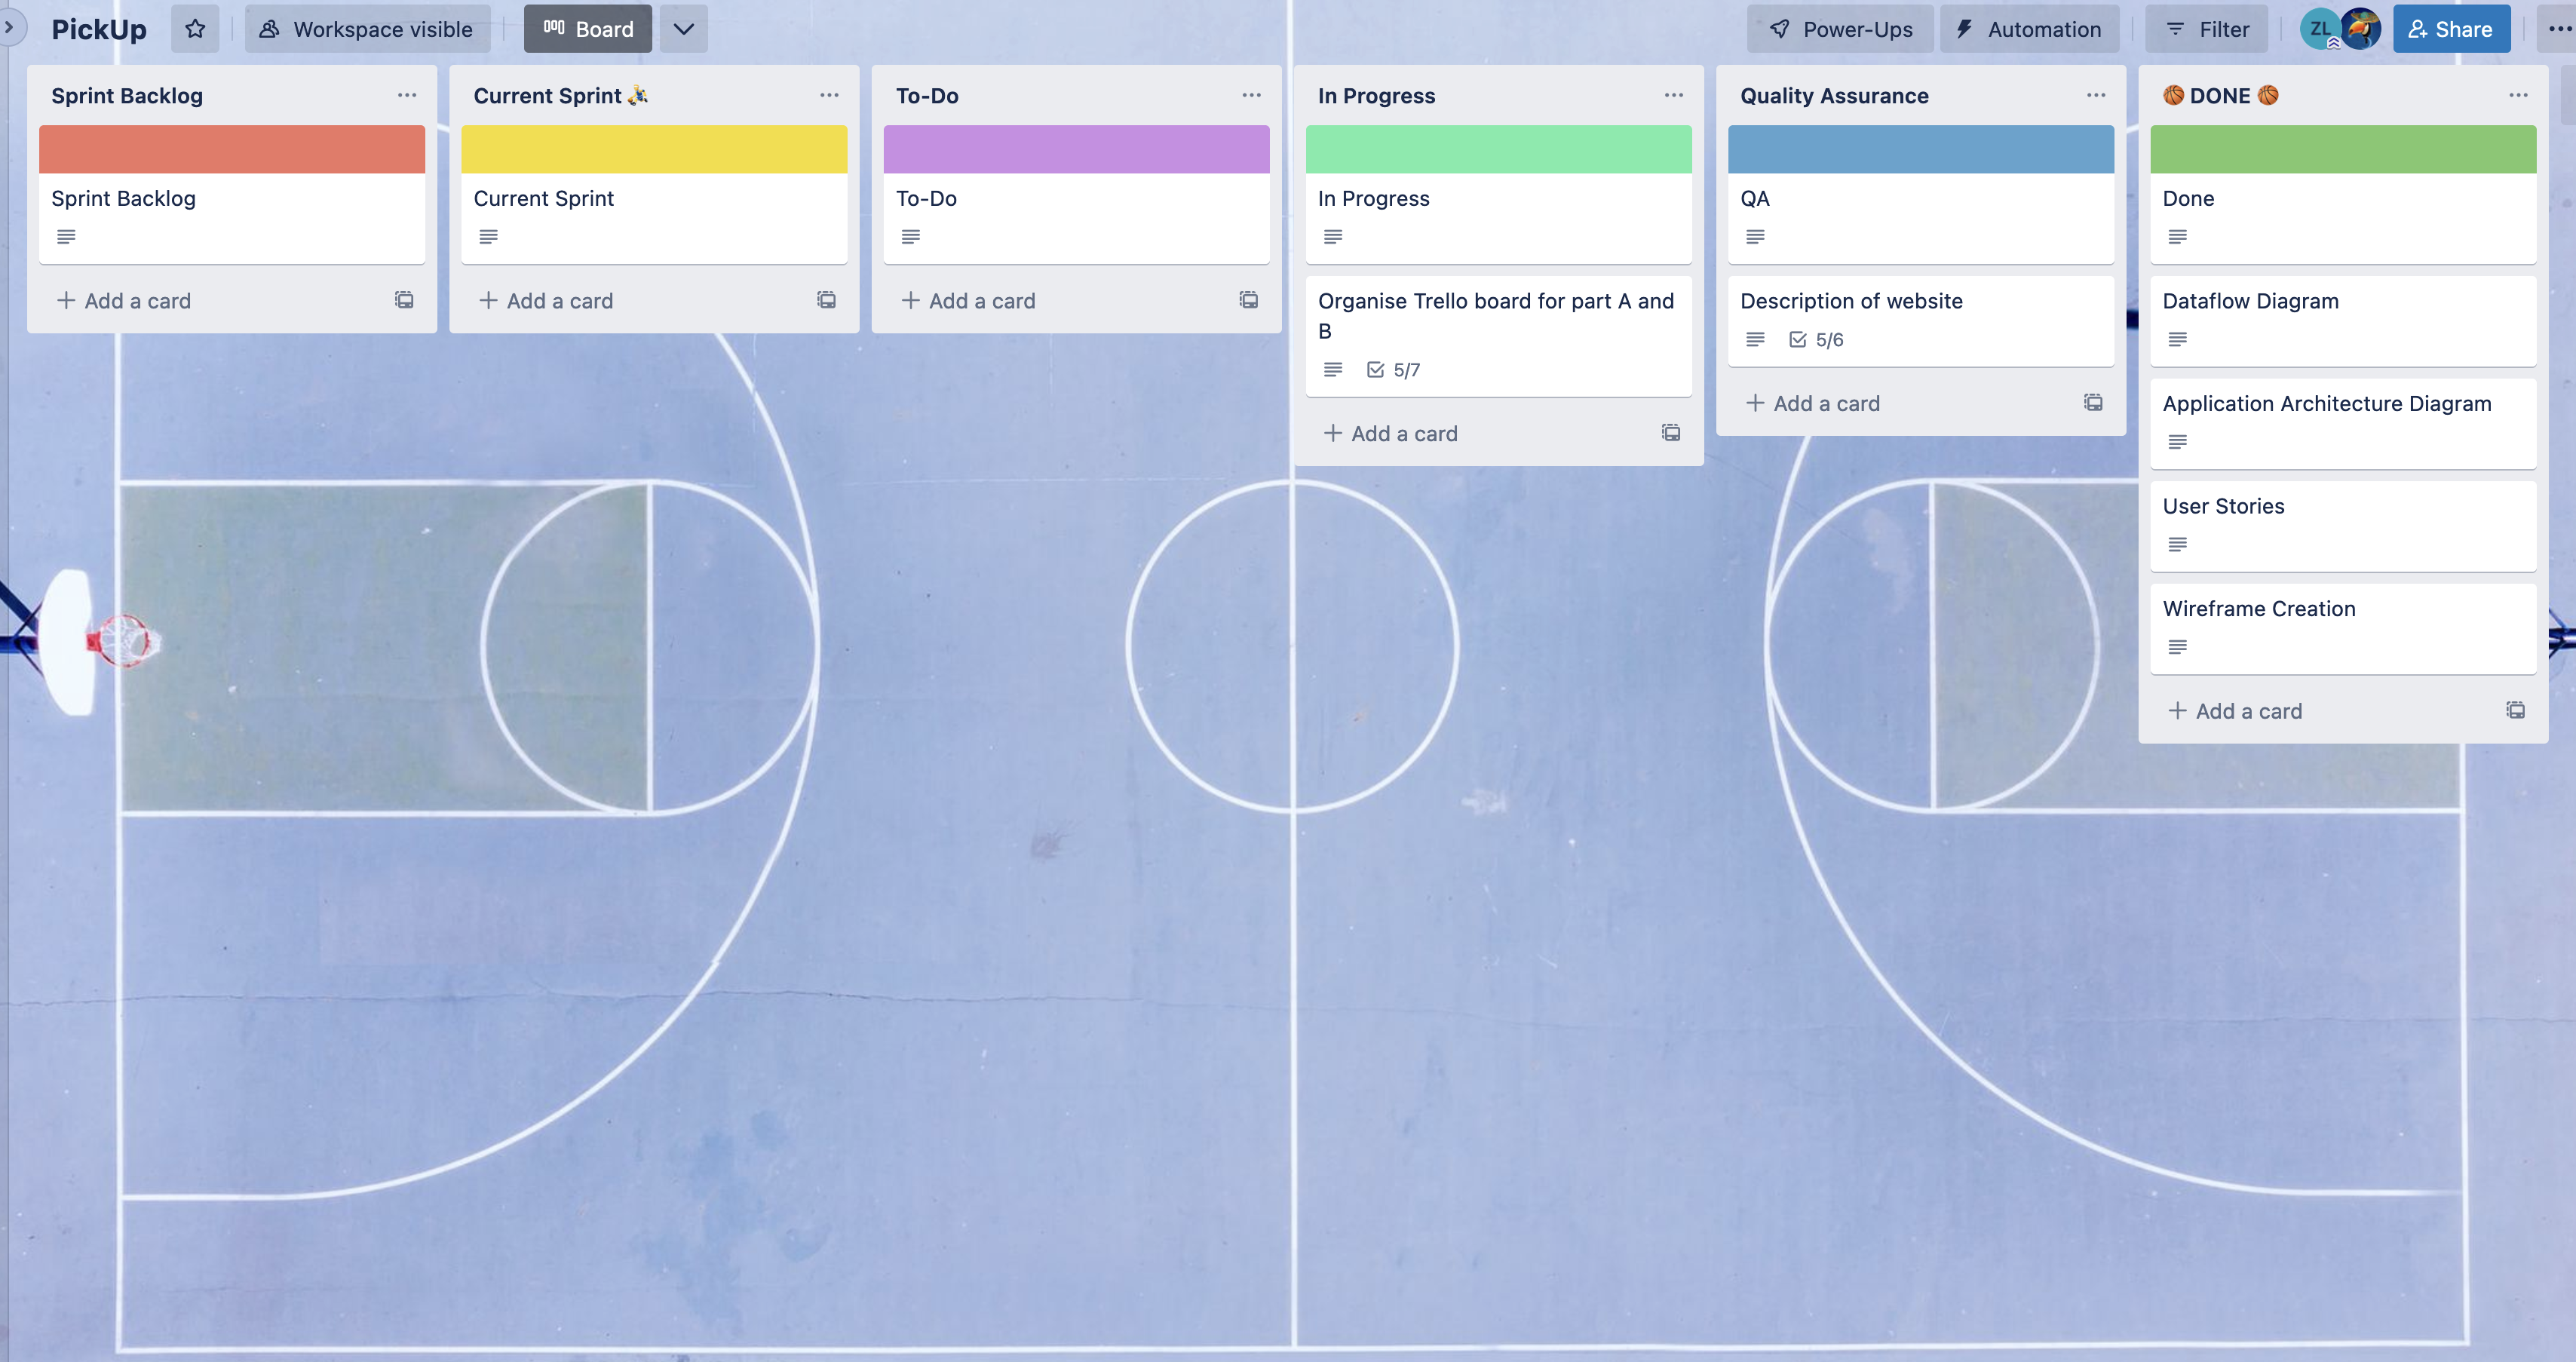 PickUp
Workspace visible
Board
Power-Ups
Automation
Filter
ZL
Share
Sprint Backlog
Sprint Backlog
Add a card
Current Sprint
Current Sprint
Add a card
To-Do
To-Do
Add a card
In Progress
In Progress
Organise Trello board for part A and
B
5/7
Add a card
Quality Assurance
QA
Description of website
5/6
Add a card
🏀 DONE 🏀
Done
Dataflow Diagram
Application Architecture Diagram
User Stories
Wireframe Creation
Add a card